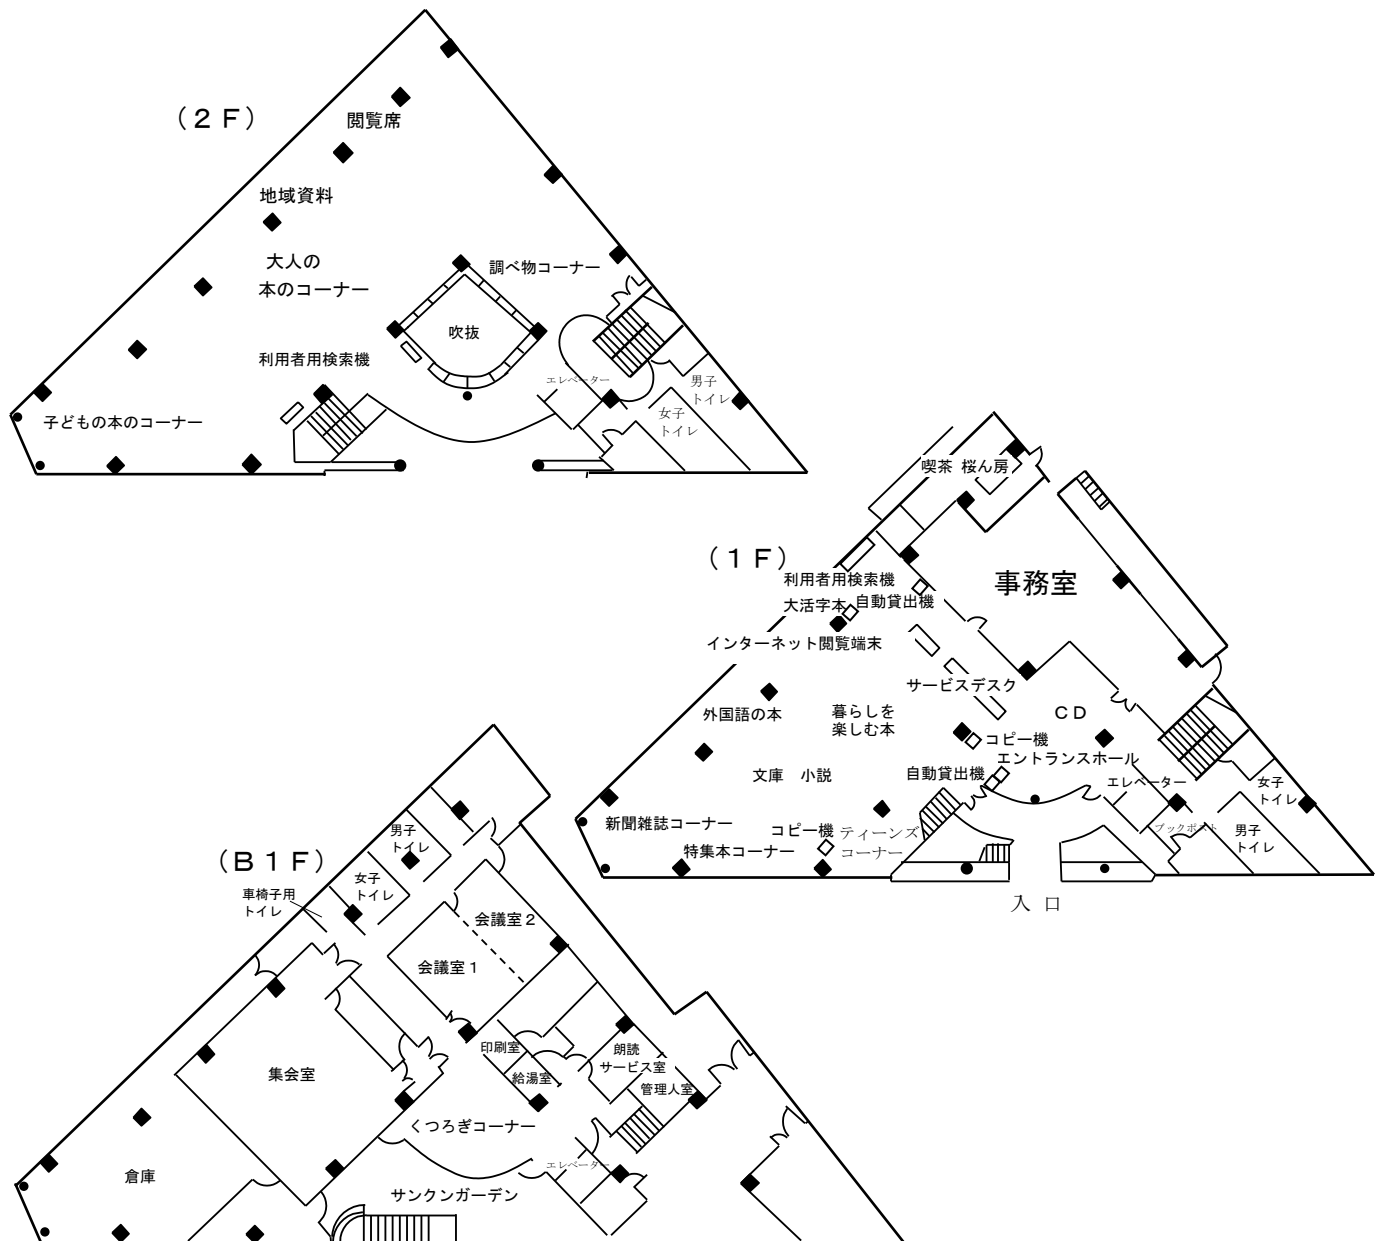 （２Ｆ）
閲覧席
地域資料
大人の
本のコーナー
調べ物コーナー
吹抜
利用者用検索機
エレベーター
男子
トイレ
女子
トイレ
子どもの本のコーナー
（１Ｆ）
喫茶 桜ん房
事務室
利用者用検索機
大活字本
自動貸出機
インターネット閲覧端末
サービスデスク
外国語の本
暮らしを
楽しむ本
ＣＤ
コピー機
エントランスホール
文庫　小説
自動貸出機
エレベーター
女子
トイレ
新聞雑誌コーナー
コピー機
ティーンズ
コーナー
ブックポスト
男子
トイレ
特集本コーナー
入口
（Ｂ１Ｆ）
男子
トイレ
女子
トイレ
車椅子用
トイレ
会議室２
会議室１
印刷室
朗読
サービス室
給湯室
管理人室
集会室
くつろぎコーナー
エレベーター
倉庫
サンクンガーデン